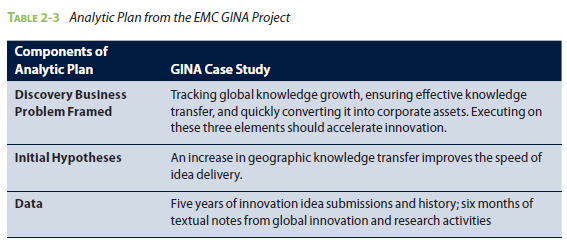 TABLE 2-3 Analytic Plan from the EMC GINA Project
Components of
Analytic Plan
GINA Case Study
Discovery Business
Problem Framed
Tracking global knowledge growth, ensuring effective knowledge
transfer, and quickly converting it into corporate assets. Executing on
these three elements should accelerate innovation.
Initial Hypotheses
An increase in geographic knowledge transfer improves the speed of
idea delivery.
Data
Five years of innovation idea submissions and history; six months of
textual notes from global innovation and research activities